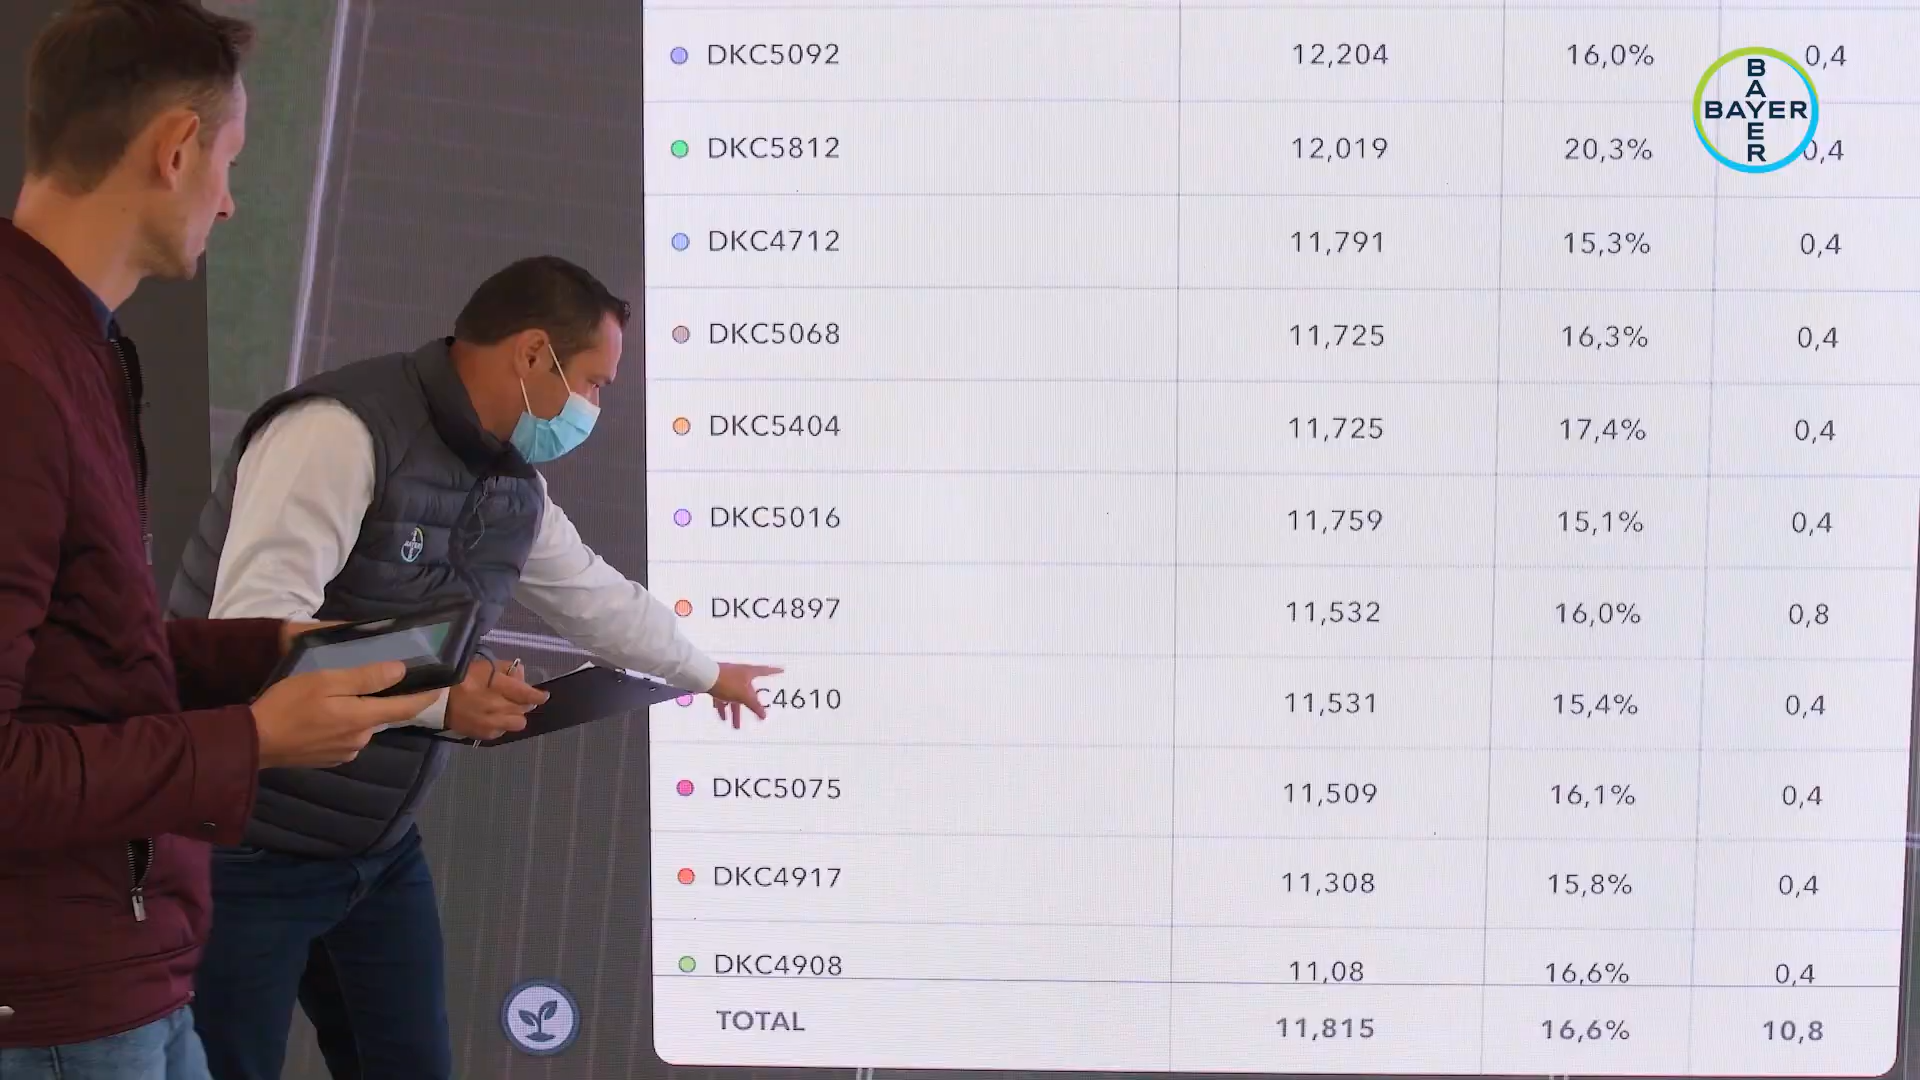 DKC5092 12,204 16,0% 0,4
DKC5812 12,019 20,3% 0,4
DKC4712 11,791 15,3% 0,4
DKC5068 11,725 16,3% 0,4
DKC5404 11,725 17,4% 0,4
DKC5016 11,759 15,1% 0,4
DKC4897 11,532 16,0% 0,8
C4610 11,531 15,4% 0,4
DKC5075 11,509 16,1% 0,4
DKC4917 11,308 15,8% 0,4
DKC4908 11,08 16,6% 0,4
TOTAL 11,815 16,6% 10,8
BAYER
BAYER